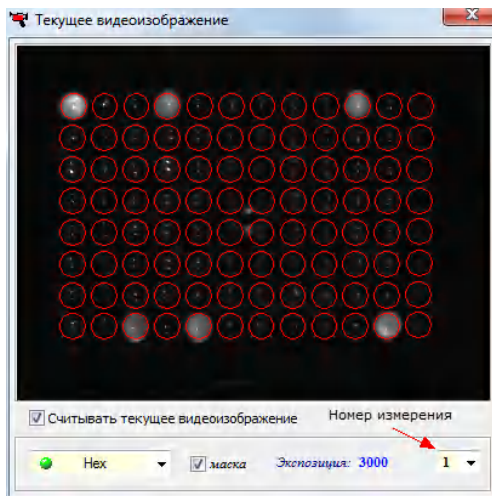 Текущее видеоизображение
Считывать текущее видеоизображение
Номер измерения
Hex
маска
Экспозиция: 3000
1